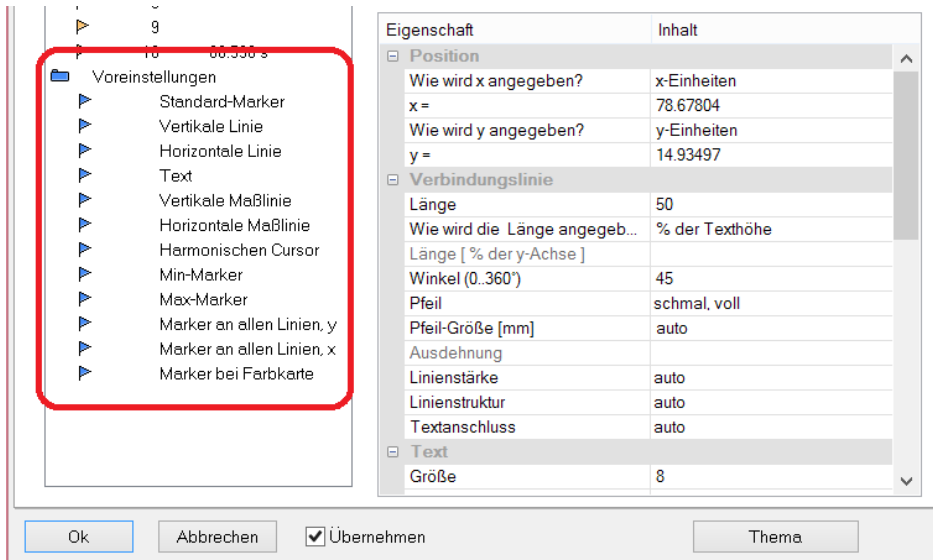 9
Voreinstellungen
Standard-Marker
Vertikale Linie
Horizontale Linie
Text
Vertikale Maßlinie
Horizontale Maßlinie
Harmonischen Cursor
Min-Marker
Max-Marker
Marker an allen Linien, y
Marker an allen Linien, x
Marker bei Farbkarte
Eigenschaft Inhalt
Position
Wie wird x angegeben? x-Einheiten
x = 78.67804
Wie wird y angegeben? y-Einheiten
y = 14.93497
Verbindungslinie
Länge 50
Wie wird die Länge angegeb... % der Texthöhe
Länge [ % der y-Achse ]
Winkel (0..360°) 45
Pfeil schmal, voll
Pfeil-Größe [mm] auto
Ausdehnung
Linienstärke auto
Linienstruktur auto
Textanschluss auto
Text
Größe 8
Ok Abbrechen Übernehmen Thema